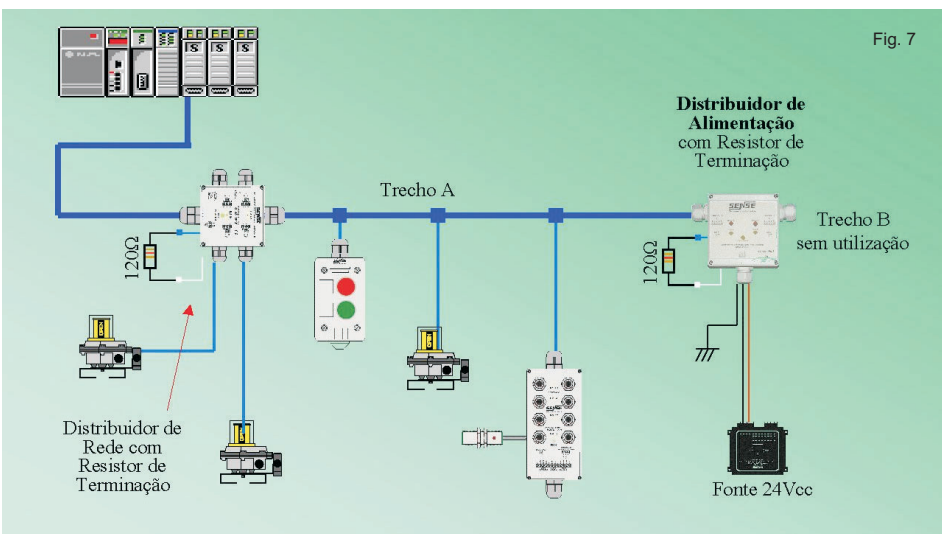 Fig. 7
Distribuidor de
Alimentação
com Resistor de
Terminação
Trecho A
SENSE
Trecho B
sem utilização
120Ω
120Ω
Distribuidor de
Rede com
Resistor de
Terminação
Fonte 24Vcc